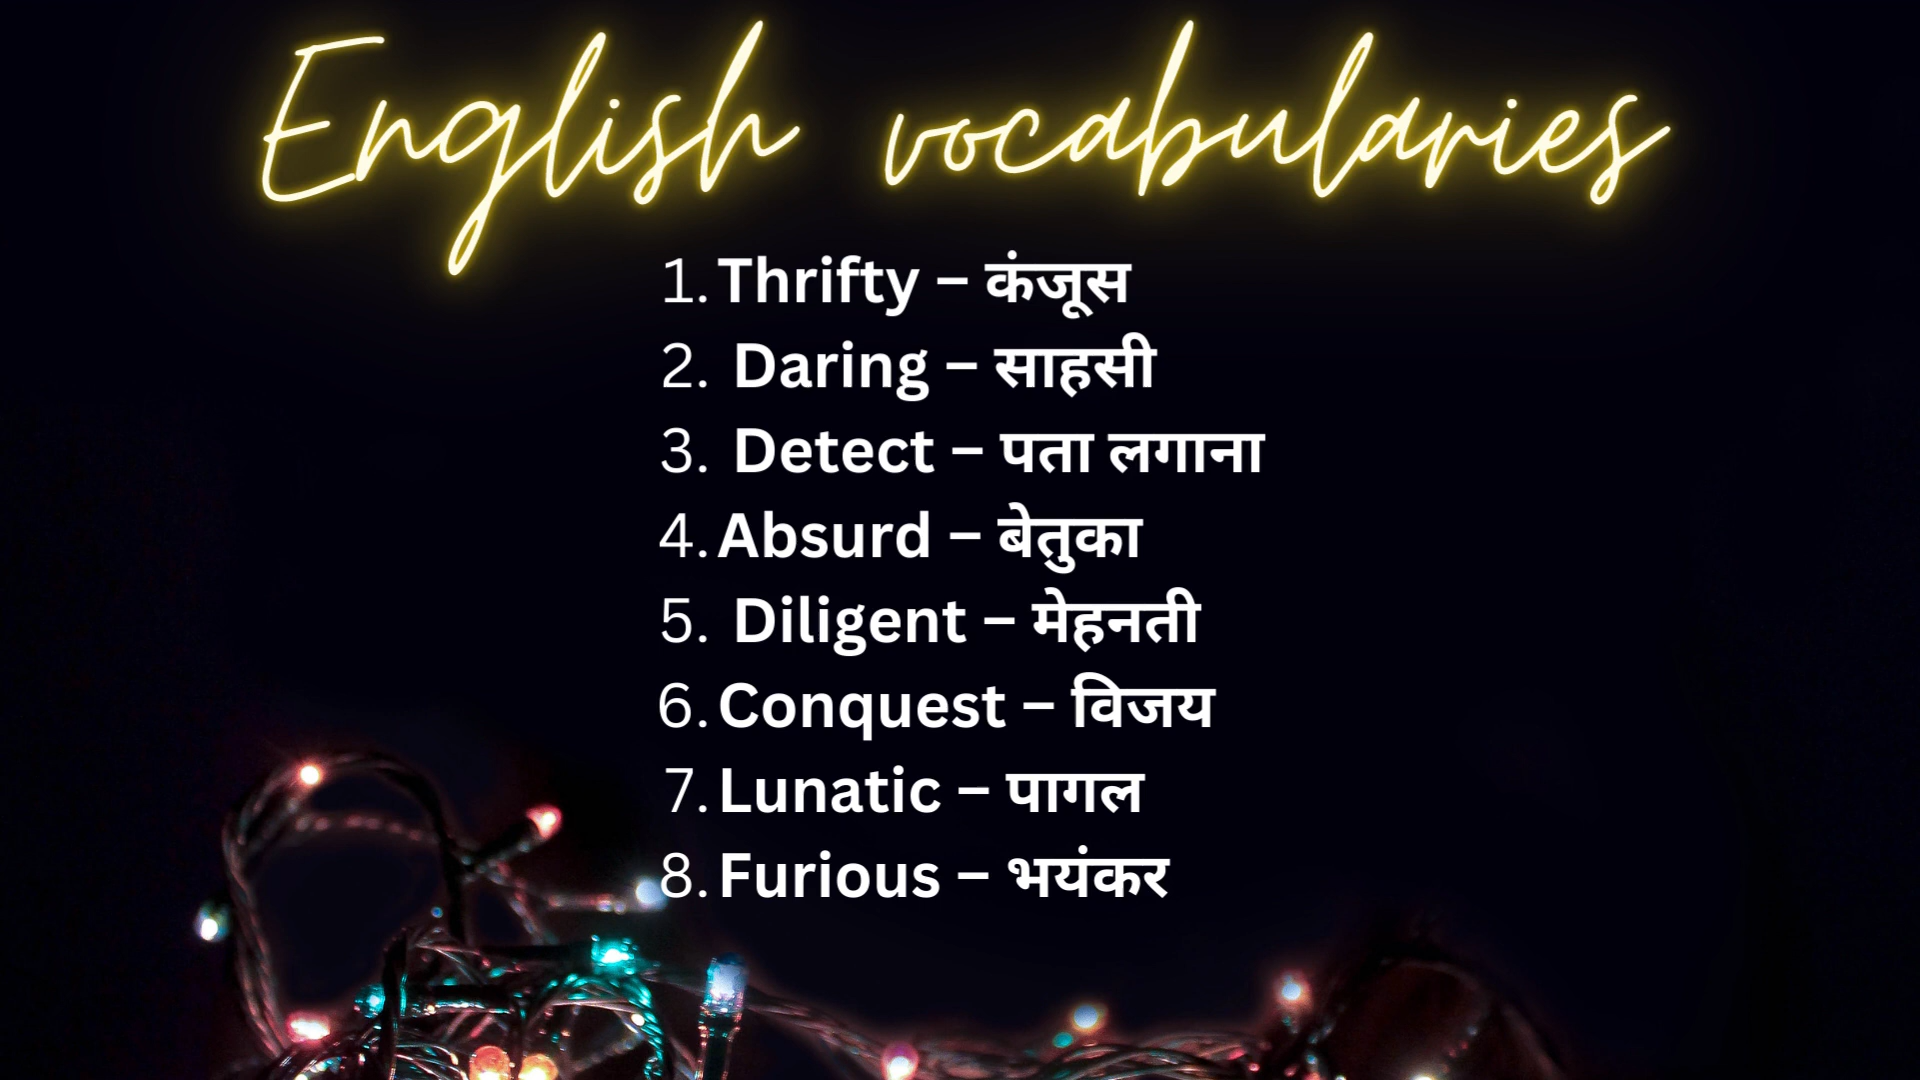 English vocabularies
1. Thrifty – कंजूस
2. Daring – साहसी
3. Detect – पता लगाना
4. Absurd – बेतुका
5. Diligent – मेहनती
6. Conquest – विजय
7. Lunatic – पागल
8. Furious – भयंकर